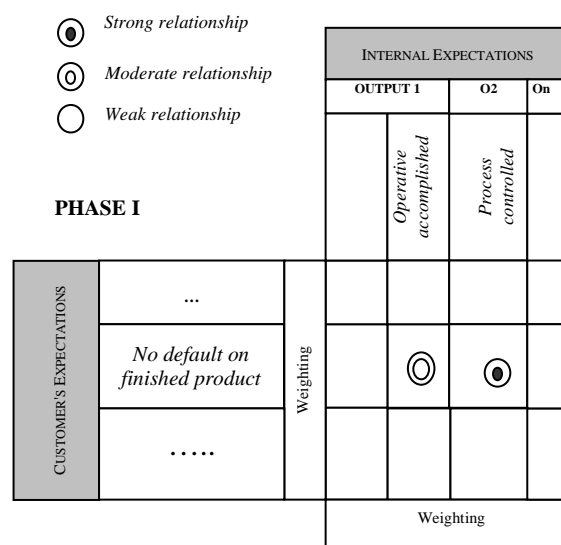 Strong relationship
Moderate relationship
Weak relationship
INTERNAL EXPECTATIONS
OUTPUT 1 O2 On
Operative
accomplished
Process
controlled
PHASE I
CUSTOMER'S EXPECTATIONS
...
No default on
finished product
.....
Weighting
Weighting